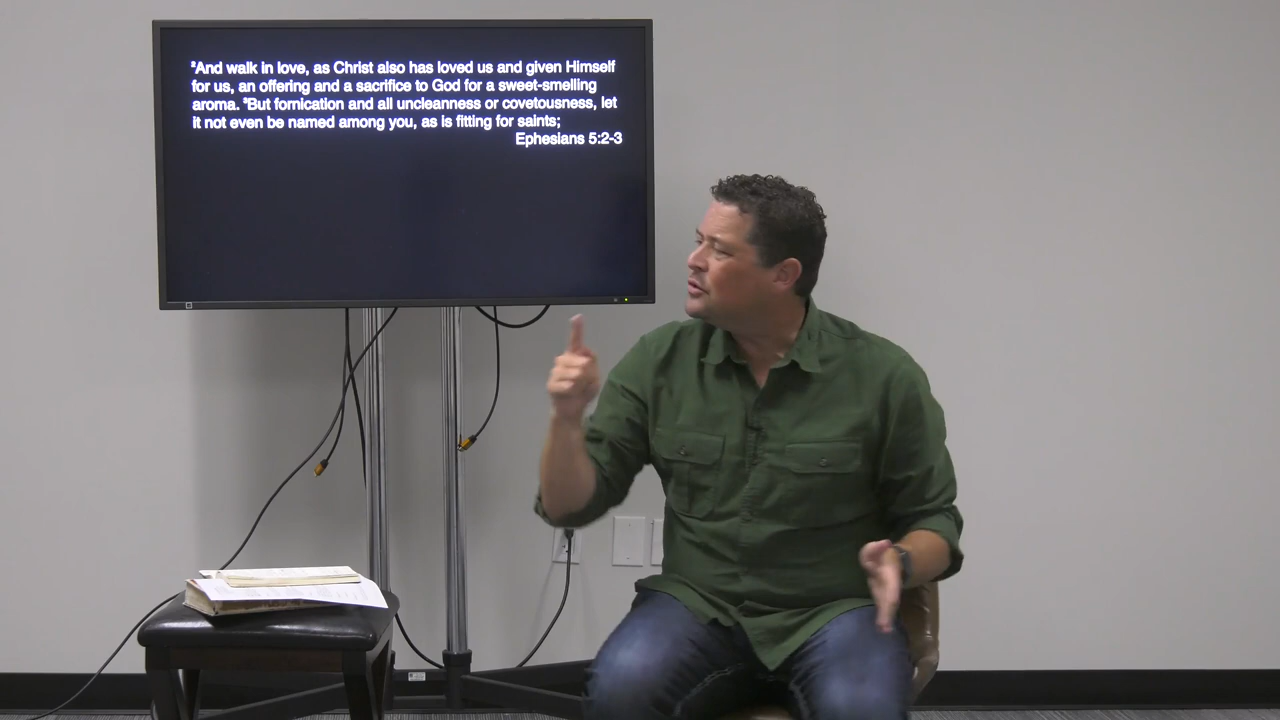 ²And walk in love, as Christ also has loved us and given Himself
for us, an offering and a sacrifice to God for a sweet-smelling
aroma. ³But fornication and all uncleanness or covetousness, let
it not even be named among you, as is fitting for saints;
Ephesians 5:2-3